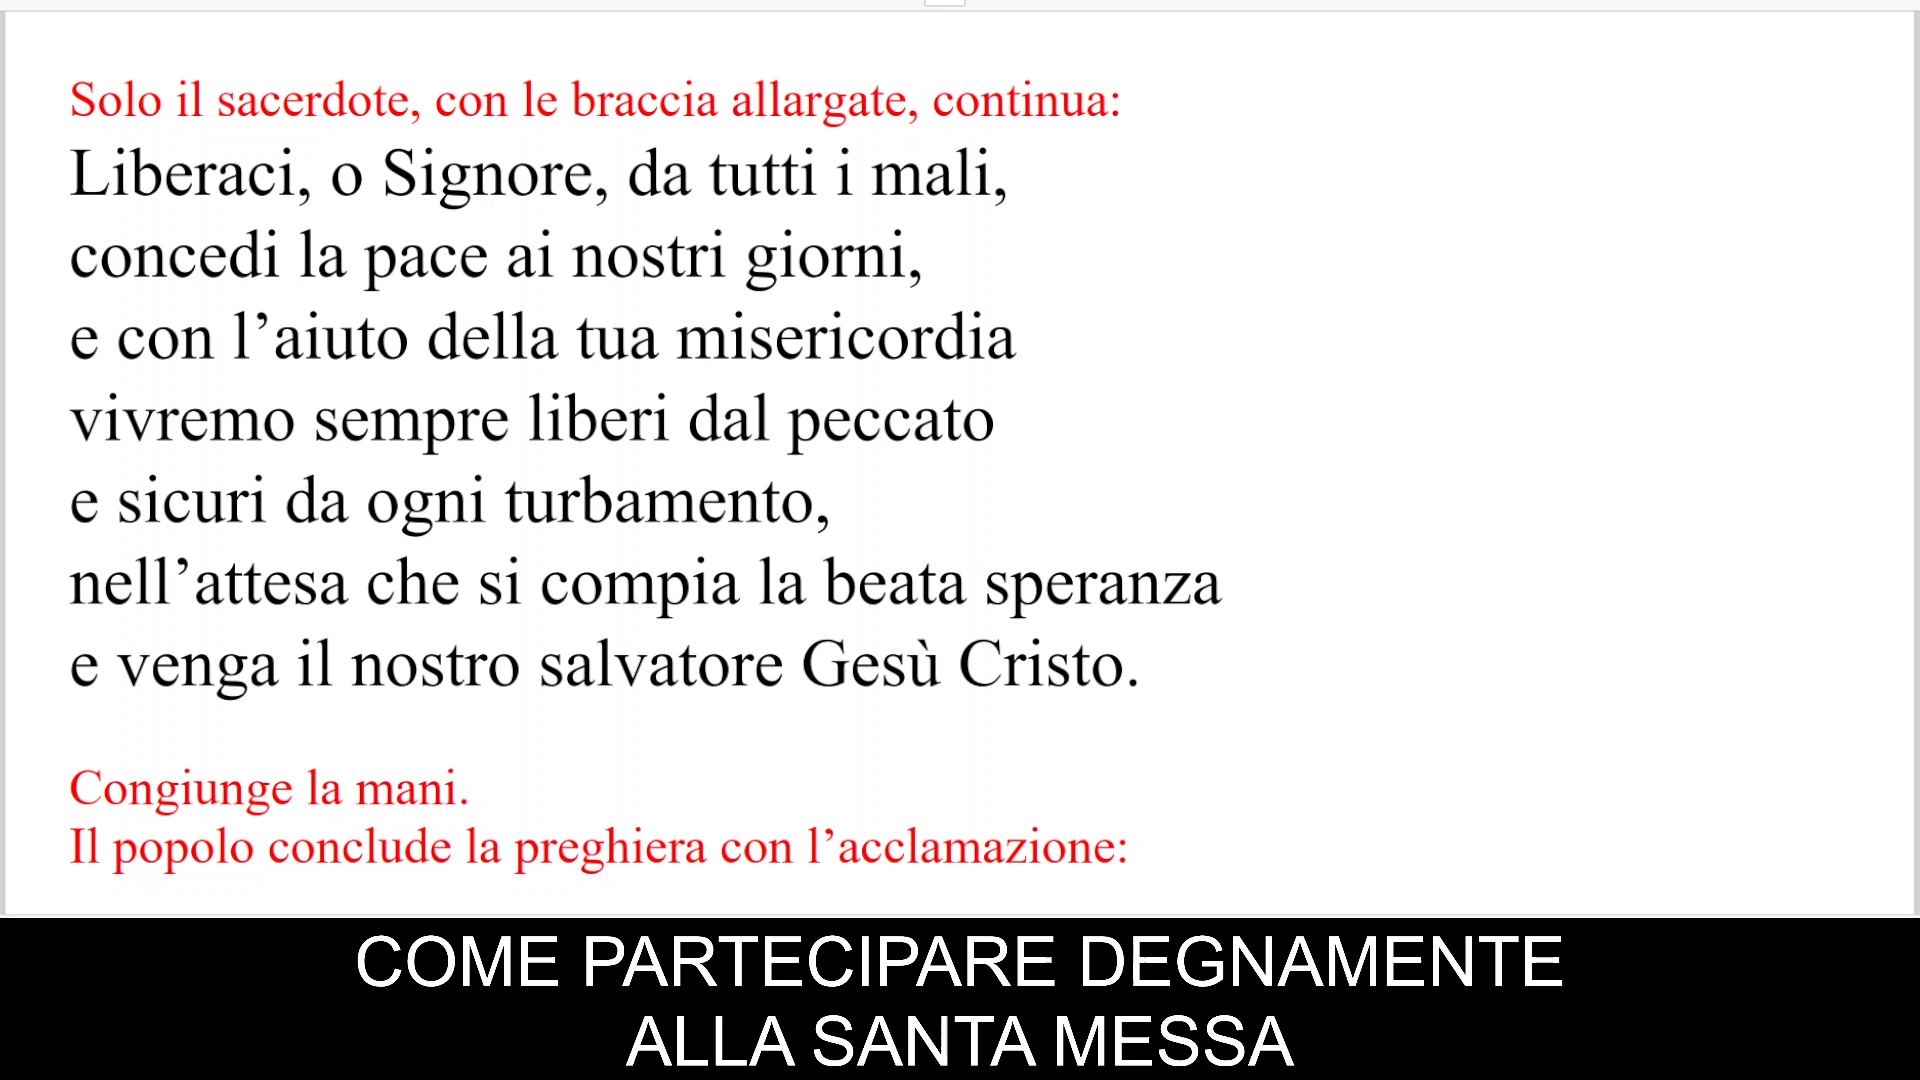 Solo il sacerdote, con le braccia allargate, continua:
Liberaci, o Signore, da tutti i mali,
concedi la pace ai nostri giorni,
e con l’aiuto della tua misericordia
vivremo sempre liberi dal peccato
e sicuri da ogni turbamento,
nell’attesa che si compia la beata speranza
e venga il nostro salvatore Gesù Cristo.
Congiunge la mani.
Il popolo conclude la preghiera con l’acclamazione:
COME PARTECIPARE DEGNAMENTE
ALLA SANTA MESSA